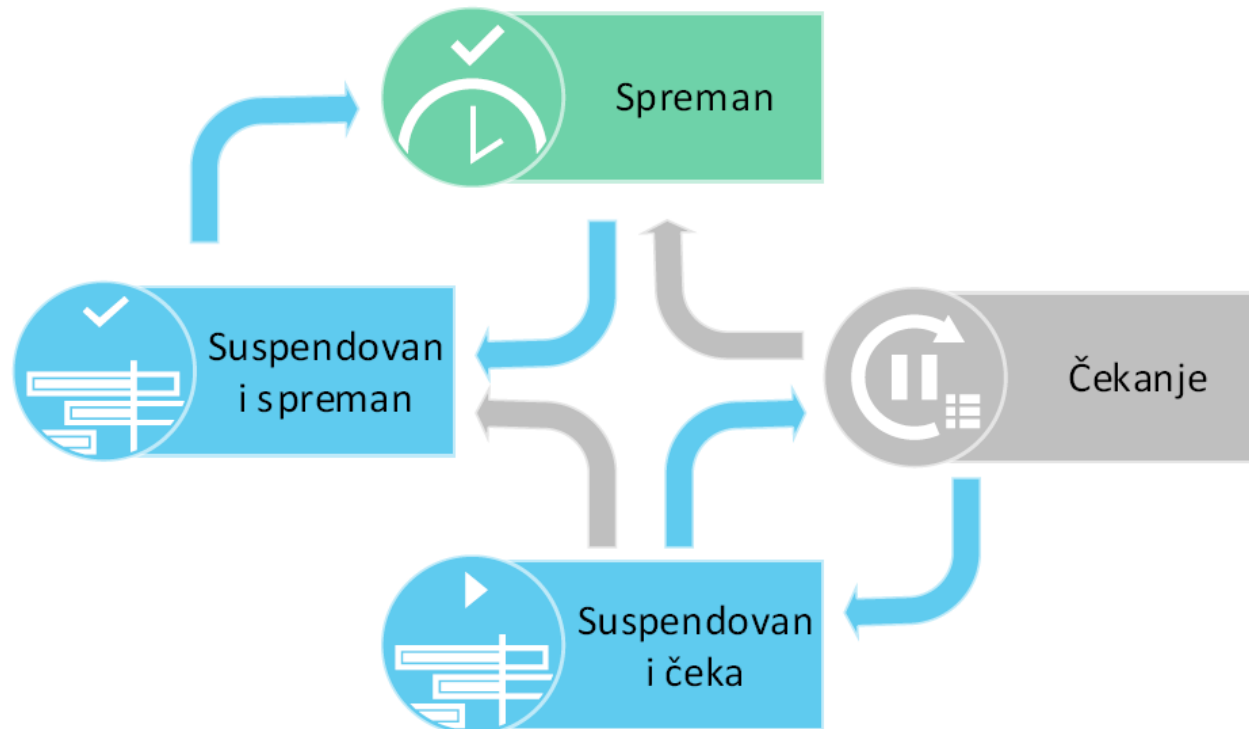 Spreman
Suspendovan
i spreman
Čekanje
Suspendovan
i čeka